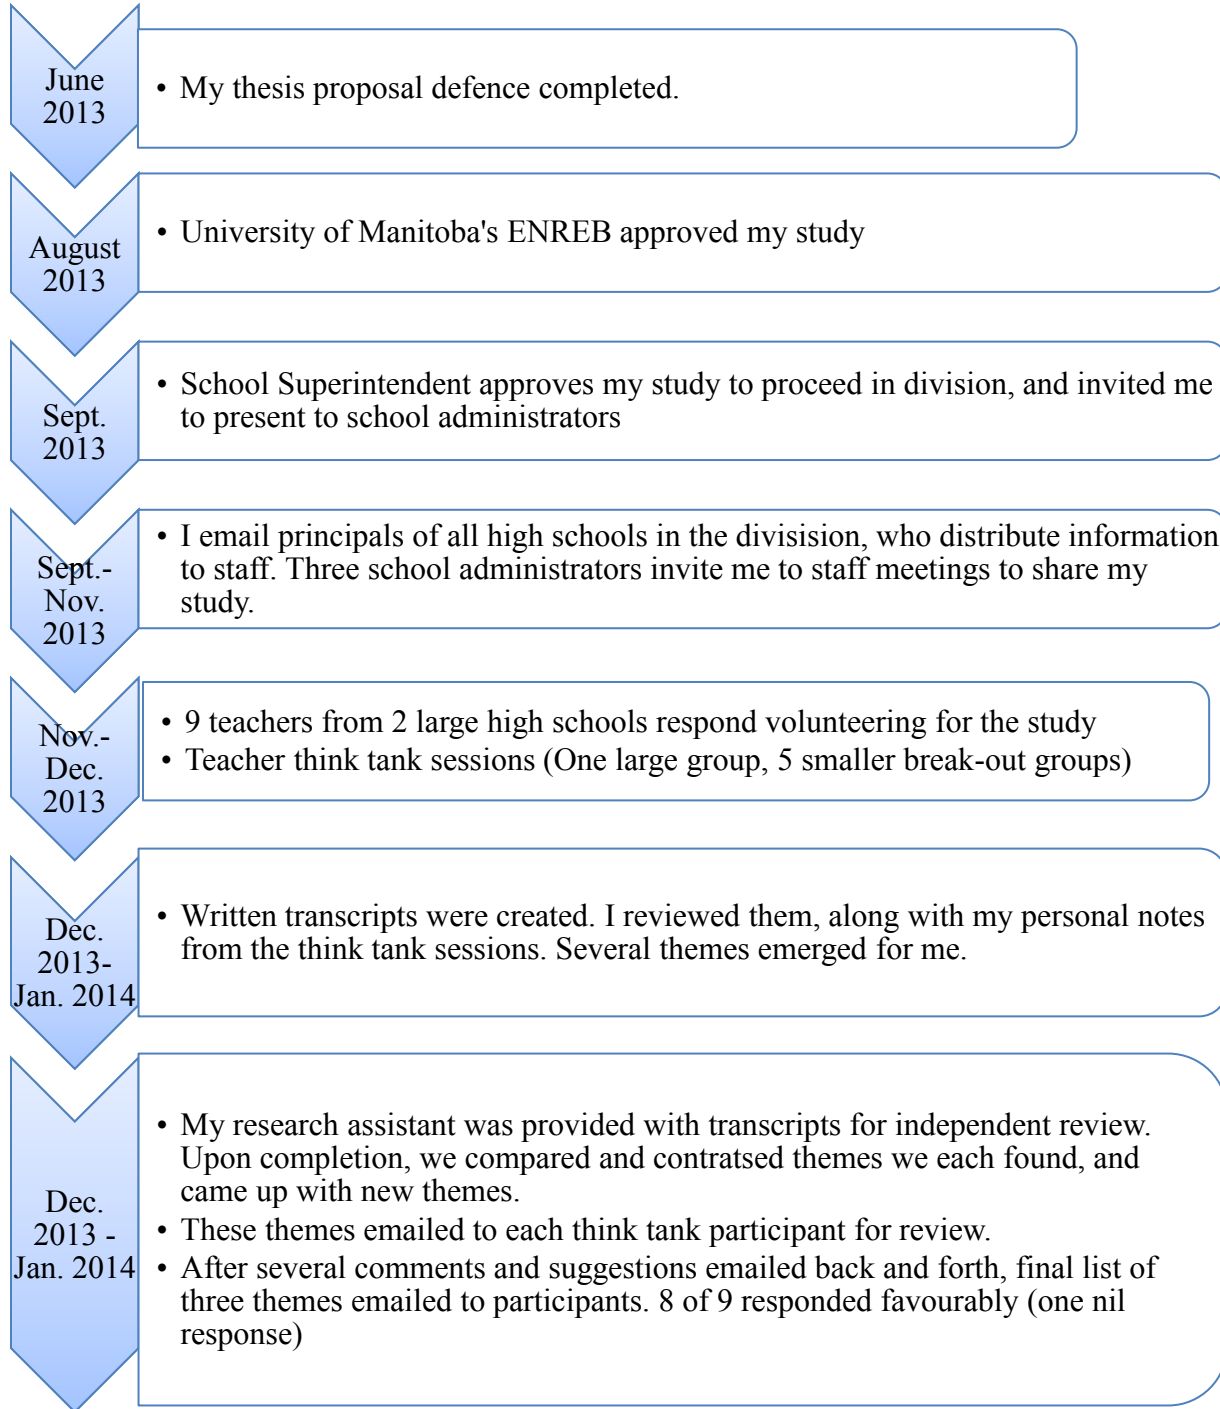 June
2013
• My thesis proposal defence completed.
August
2013
• University of Manitoba's ENREB approved my study
Sept.
2013
• School Superintendent approves my study to proceed in division, and invited me
to present to school administrators
Sept.-
Nov.
2013
• I email principals of all high schools in the divisision, who distribute information
to staff. Three school administrators invite me to staff meetings to share my
study.
Nov.-
Dec.
2013
• 9 teachers from 2 large high schools respond volunteering for the study
• Teacher think tank sessions (One large group, 5 smaller break-out groups)
Dec.
2013-
Jan. 2014
• Written transcripts were created. I reviewed them, along with my personal notes
from the think tank sessions. Several themes emerged for me.
Dec.
2013 -
Jan. 2014
• My research assistant was provided with transcripts for independent review.
Upon completion, we compared and contratsed themes we each found, and
came up with new themes.
• These themes emailed to each think tank participant for review.
• After several comments and suggestions emailed back and forth, final list of
three themes emailed to participants. 8 of 9 responded favourably (one nil
response)